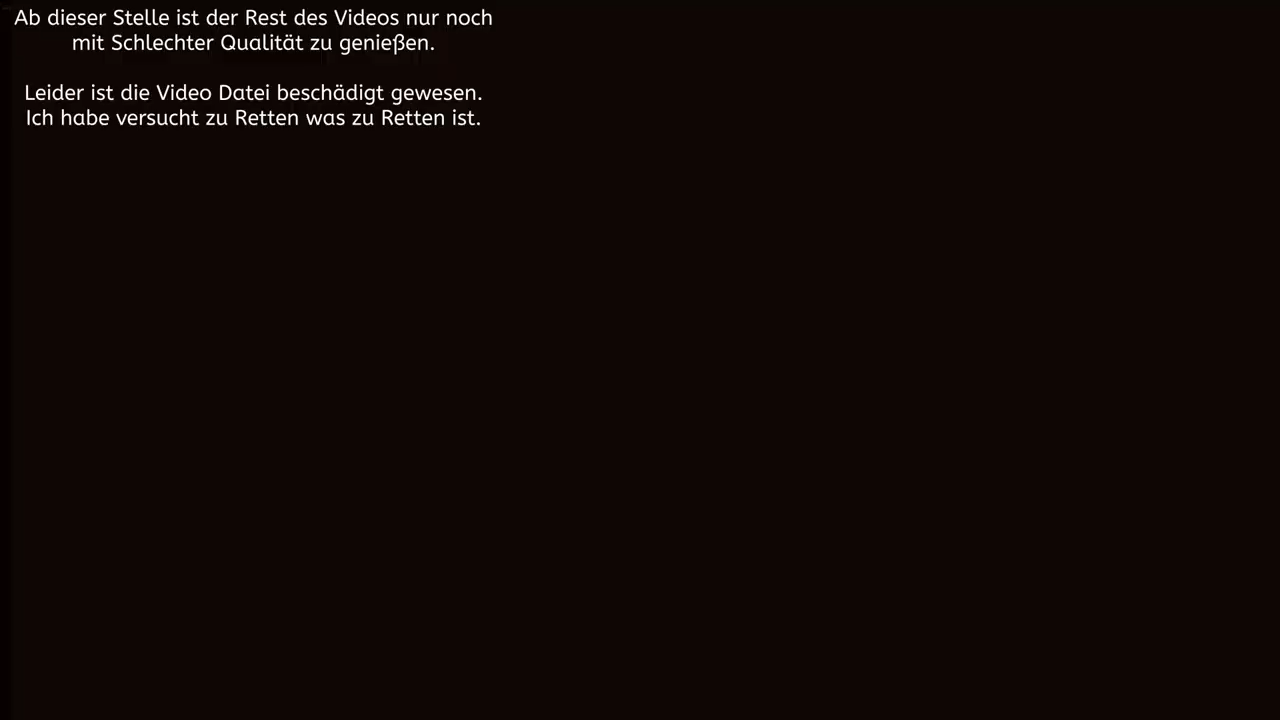 Ab dieser Stelle ist der Rest des Videos nur noch
mit Schlechter Qualität zu genießen.
Leider ist die Video Datei beschädigt gewesen.
Ich habe versucht zu Retten was zu Retten ist.